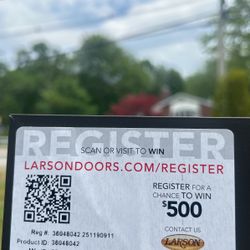 REGISTER
SCAN OR VISIT TO WIN
LARSONDOORS.COM/REGISTER
REGISTER FOR A
CHANCE TO WIN
$500
CONTACT US
LARSON
Reg #: 36048042 251190911
Product ID: 36048042